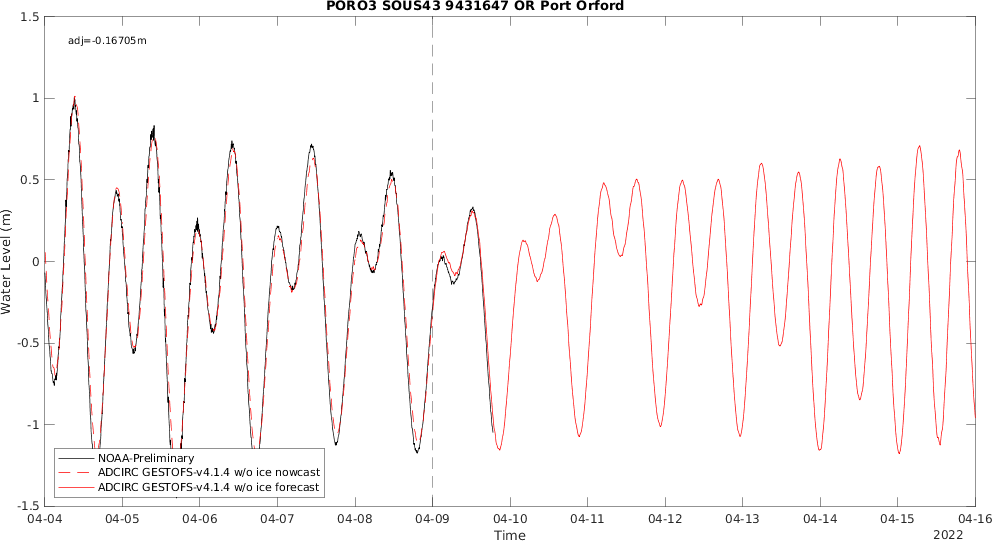 PORO3 SOUS43 9431647 OR Port Orford
adj=-0.16705m
1.5
1
0.5
0
-0.5
-1
-1.5
Water Level (m)
NOAA-Preliminary
ADCIRC GESTOFS-v4.1.4 w/o ice nowcast
ADCIRC GESTOFS-v4.1.4 w/o ice forecast
04-04 04-05 04-06 04-07 04-08 04-09 04-10 04-11 04-12 04-13 04-14 04-15 04-16
Time
2022